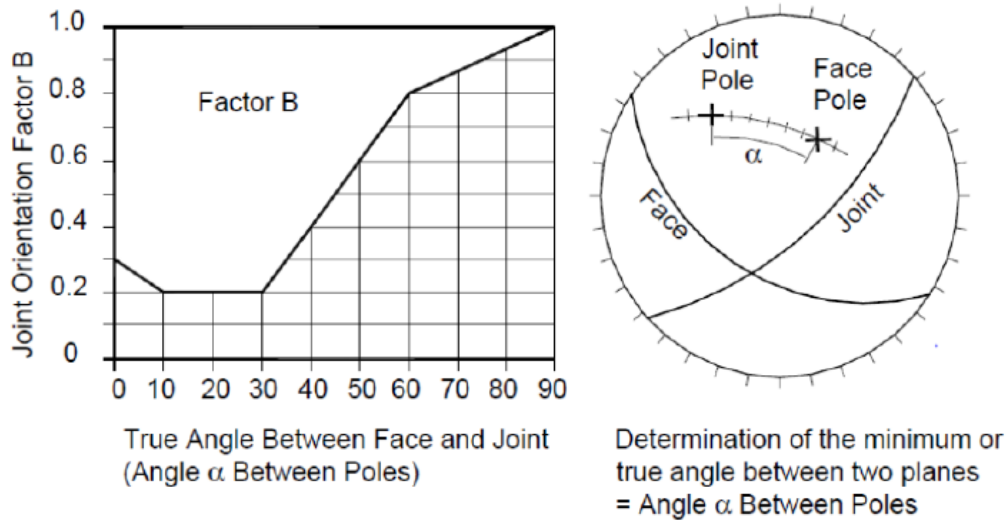 Joint Orientation Factor B
1.0
0.8
0.6
0.4
0.2
0
Factor B
0 10 20 30 40 50 60 70 80 90
True Angle Between Face and Joint
(Angle α Between Poles)
Joint
Pole
Face
Pole
α
Face
Joint
Determination of the minimum or
true angle between two planes
= Angle α Between Poles